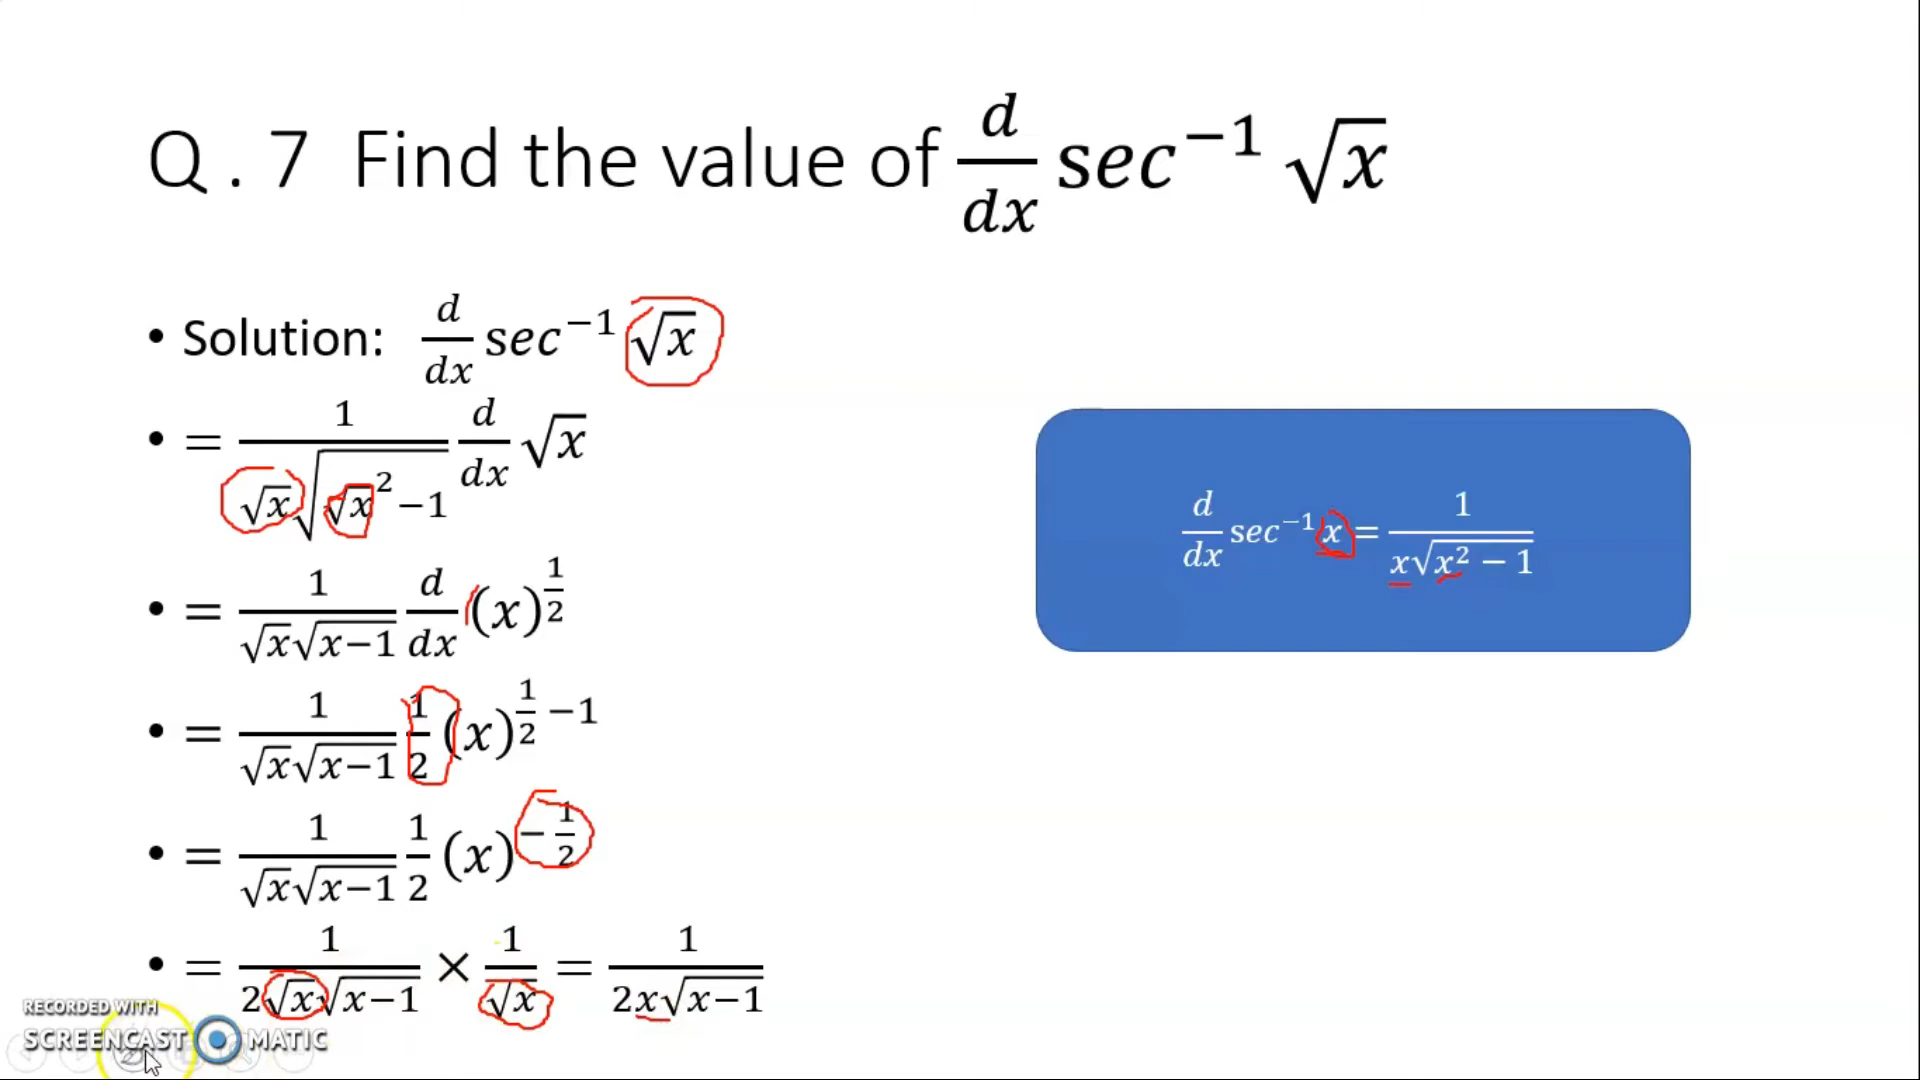 Q . 7 Find the value of d/dx sec⁻¹ √x
• Solution: d/dx sec⁻¹ √x
• = 1/(√x√(√x² −1)) d/dx √x
• = 1/(√x√(x−1)) d/dx (x)^(1/2)
• = 1/(√x√(x−1)) 1/2 (x)^(1/2 −1)
• = 1/(√x√(x−1)) 1/2 (x)^(−1/2)
• = 1/(2√x√(x−1)) × 1/√x = 1/(2x√(x−1))
d/dx sec⁻¹ x = 1/(x√(x² − 1))
RECORDED WITH
SCREENCAST MATIC